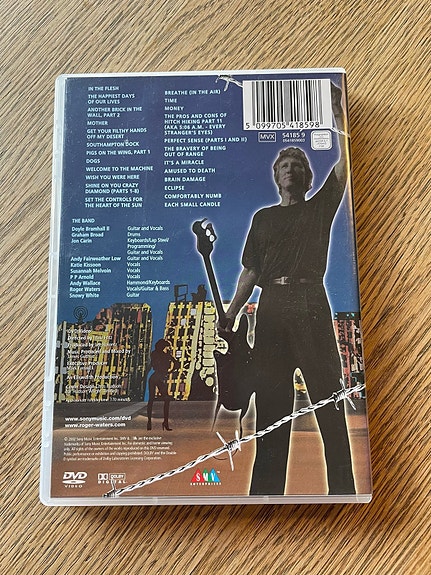 IN THE FLESH
THE HAPPIEST DAYS
OF OUR LIVES
ANOTHER BRICK IN THE
WALL, PART 2
MOTHER
GET YOUR FILTHY HANDS
OFF MY DESERT
SOUTHAMPTON DOCK
PIGS ON THE WING, PART 1
DOGS
WELCOME TO THE MACHINE
WISH YOU WERE HERE
SHINE ON YOU CRAZY
DIAMOND (PARTS 1-8)
SET THE CONTROLS FOR
THE HEART OF THE SUN
BREATHE (IN THE AIR)
TIME
MONEY
THE PROS AND CONS OF
HITCH HIKING PART 11
(AKA 5:06 A.M. - EVERY
STRANGER'S EYES)
PERFECT SENSE (PARTS I AND II)
THE BRAVERY OF BEING
OUT OF RANGE
IT'S A MIRACLE
AMUSED TO DEATH
BRAIN DAMAGE
ECLIPSE
COMFORTABLY NUMB
EACH SMALL CANDLE
5 099705 418598
MVX
54185 9
THE BAND
Doyle Bramhall II Guitar and Vocals
Graham Broad Drums
Jon Carin Keyboards/Lap Steel/
Programming/
Guitar and Vocals
Andy Fairweather Low Guitar and Vocals
Katie Kissoon Vocals
Susannah Melvoin Vocals
P P Arnold Vocals
Andy Wallace Hammond/Keyboards
Roger Waters Vocals/Guitar & Bass
Snowy White Guitar
www.sonymusic.com/dvd
www.roger-waters.com
DVD
VIDEO
DOLBY
DIGITAL
SMV
ENTERPRISES